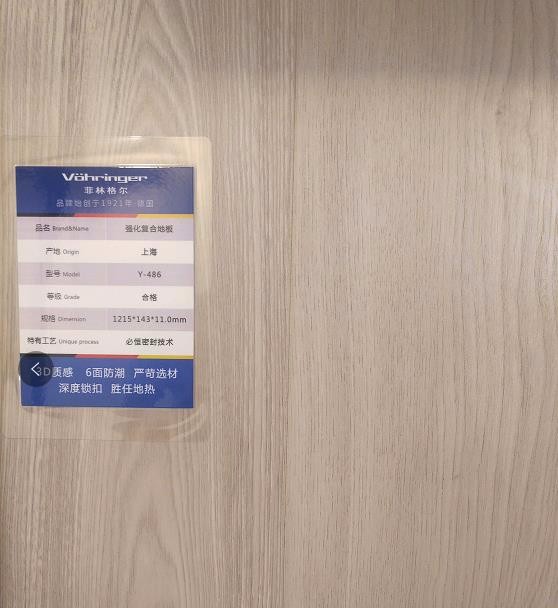 Vöhringer
菲林格尔
品牌始创于1921年·德国
品名 Brand&Name 强化复合地板
产地 Origin 上海
型号 Model Y-486
等级 Grade 合格
规格 Dimension 1215*143*11.0mm
特有工艺 Unique process 必恒密封技术
3D质感 6面防潮 严苛选材
深度锁扣 胜任地热